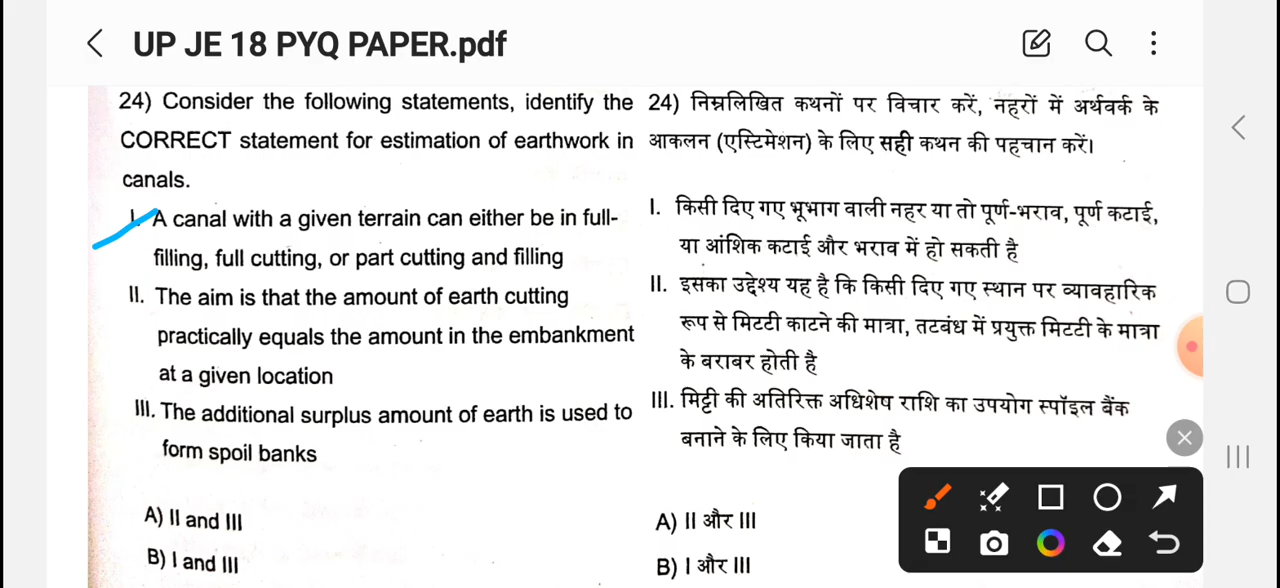 UP JE 18 PYQ PAPER.pdf
24) Consider the following statements, identify the
CORRECT statement for estimation of earthwork in
canals.
I. A canal with a given terrain can either be in full-
filling, full cutting, or part cutting and filling
II. The aim is that the amount of earth cutting
practically equals the amount in the embankment
at a given location
III. The additional surplus amount of earth is used to
form spoil banks
A) II and III
B) I and III
24) निम्नलिखित कथनों पर विचार करें, नहरों में अर्थवर्क के
आकलन (एस्टिमेशन) के लिए सही कथन की पहचान करें।
I. किसी दिए गए भूभाग वाली नहर या तो पूर्ण-भराव, पूर्ण कटाई,
या आंशिक कटाई और भराव में हो सकती है
II. इसका उद्देश्य यह है कि किसी दिए गए स्थान पर व्यावहारिक
रूप से मिटटी काटने की मात्रा, तटबंध में प्रयुक्त मिटटी के मात्रा
के बराबर होती है
III. मिट्टी की अतिरिक्त अधिशेष राशि का उपयोग स्पॉइल बैंक
बनाने के लिए किया जाता है
A) II और III
B) I और III